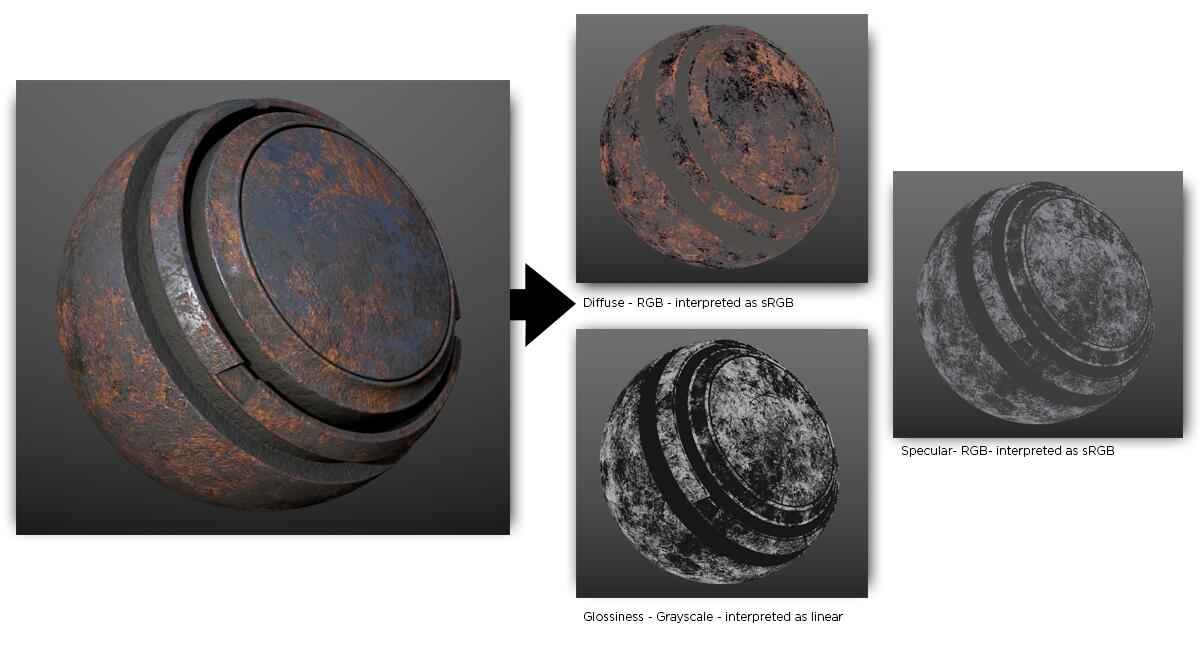 Diffuse - RGB - interpreted as sRGB
Specular- RGB- interpreted as sRGB
Glossiness - Grayscale - interpreted as linear